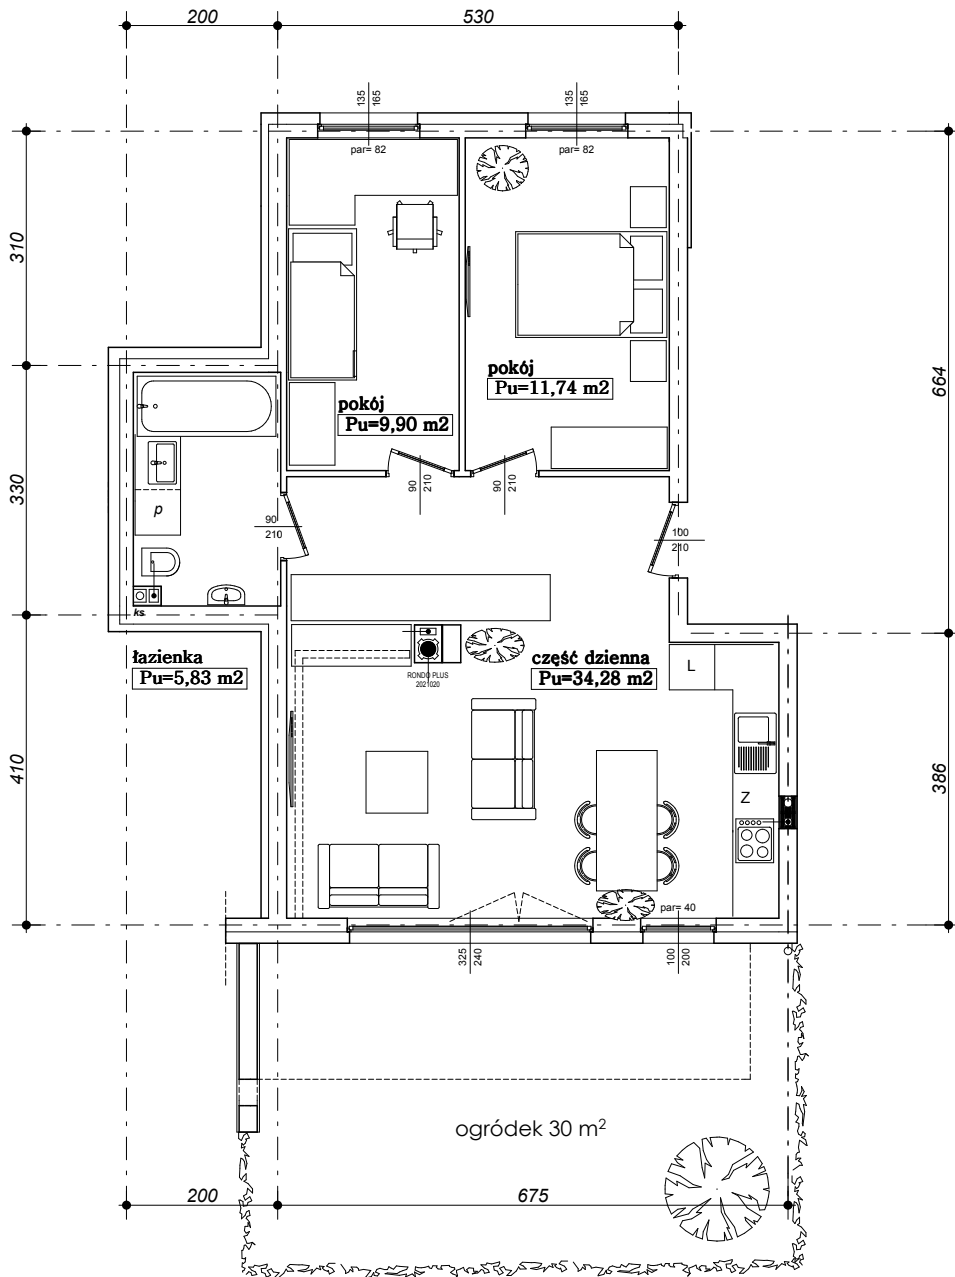 200
530
135
165
135
165
par= 82
par= 82
310
664
pokój
Pu=11,74 m2
pokój
Pu=9,90 m2
330
90
210
90
210
p
90
210
100
210
ks.
łazienka
Pu=5,83 m2
RONDO PLUS
2021020
część dzienna
Pu=34,28 m2
L
410
386
Z
par= 40
325
240
100
200
ogródek 30 m²
200
675